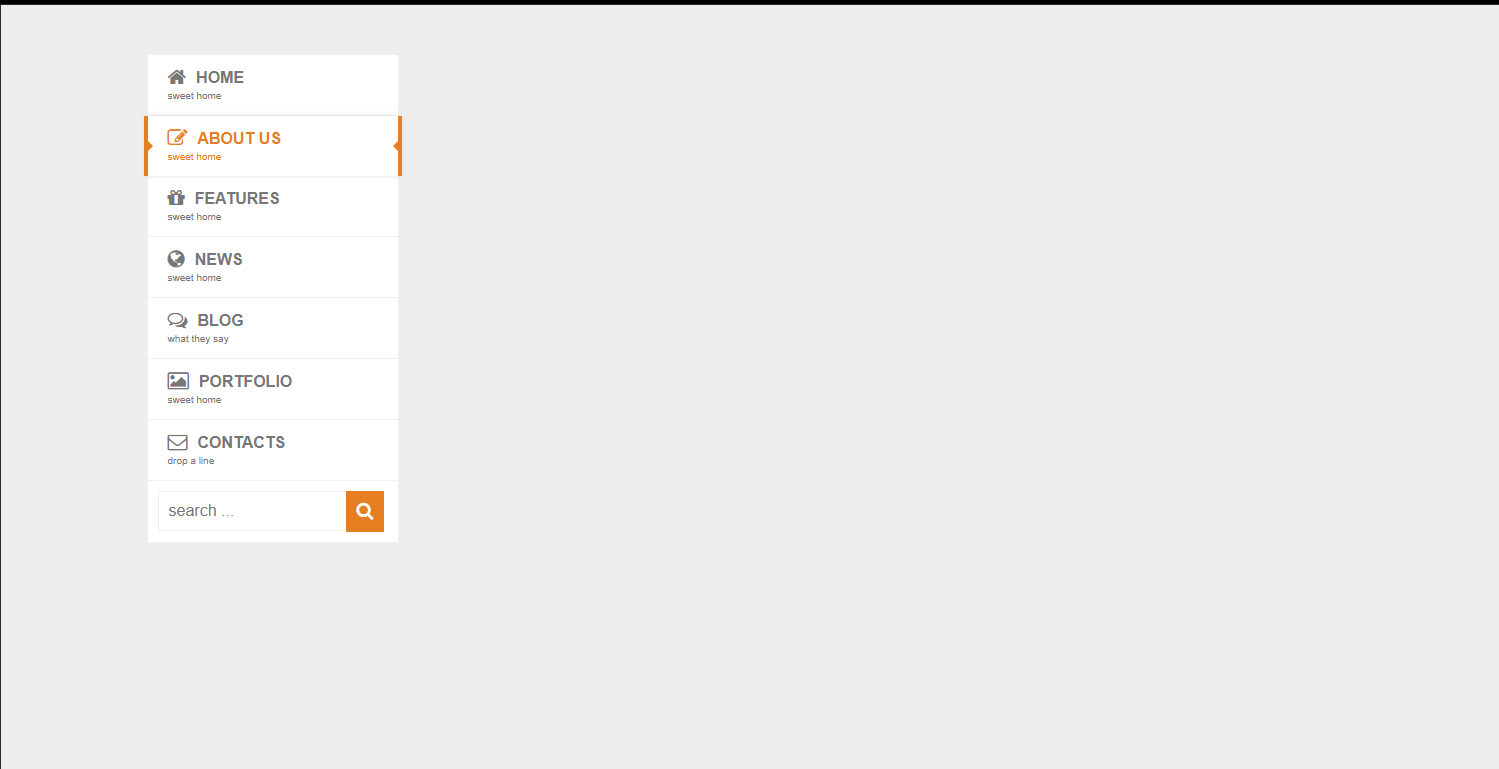 HOME
sweet home
ABOUT US
sweet home
FEATURES
sweet home
NEWS
sweet home
BLOG
what they say
PORTFOLIO
sweet home
CONTACTS
drop a line
search ...